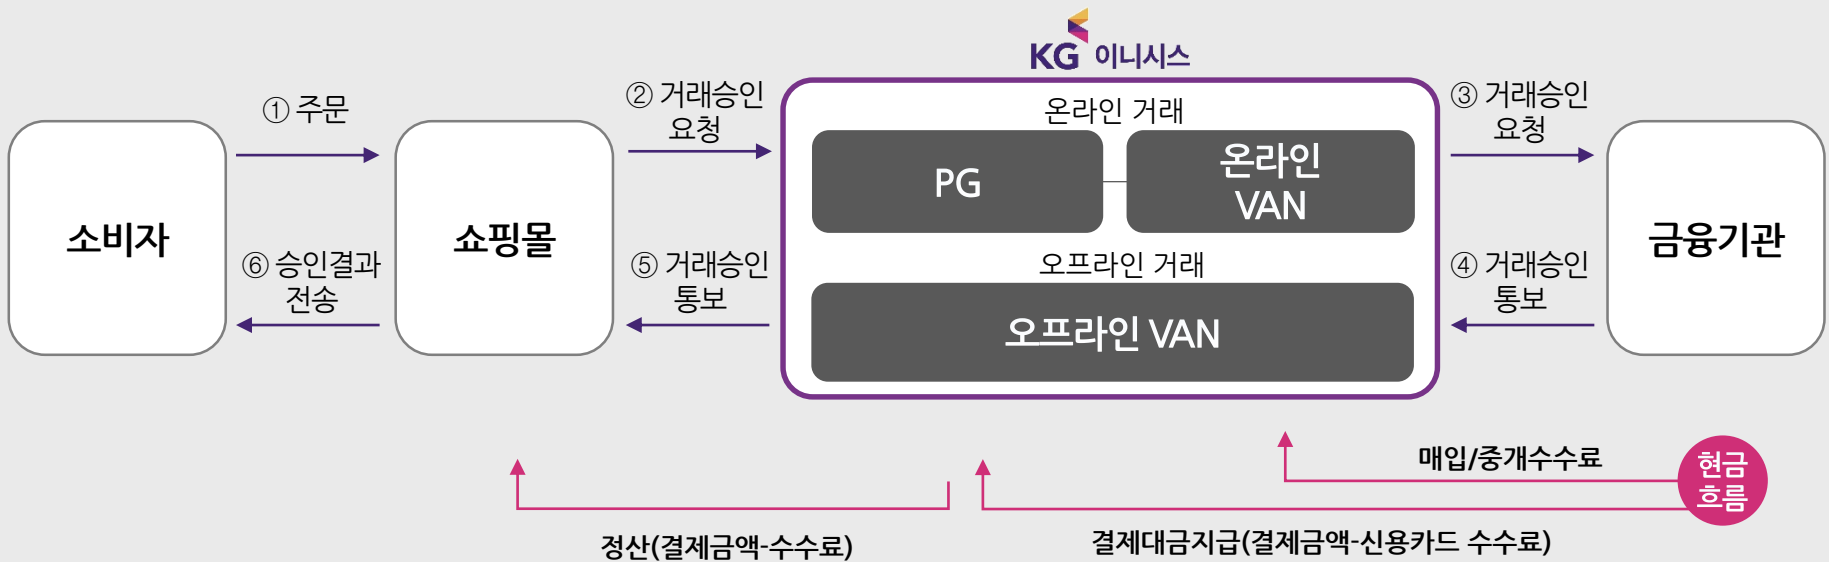 KG 이니시스
① 주문
② 거래승인
요청
온라인 거래
③ 거래승인
요청
PG
온라인
VAN
소비자
쇼핑몰
금융기관
⑥ 승인결과
전송
⑤ 거래승인
통보
오프라인 거래
④ 거래승인
통보
오프라인 VAN
매입/중개수수료
현금
흐름
정산(결제금액-수수료)
결제대금지급(결제금액-신용카드 수수료)